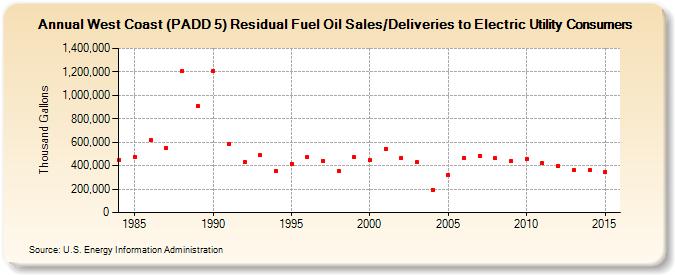 Annual West Coast (PADD 5) Residual Fuel Oil Sales/Deliveries to Electric Utility Consumers
Thousand Gallons
1,400,000
1,200,000
1,000,000
800,000
600,000
400,000
200,000
0
1985 1990 1995 2000 2005 2010 2015
Source: U.S. Energy Information Administration